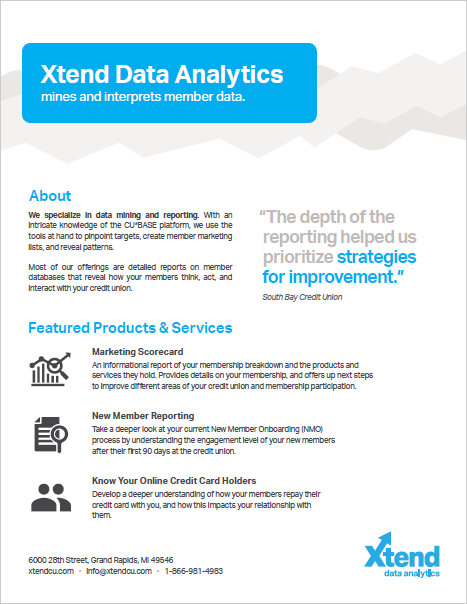 Xtend Data Analytics
mines and interprets member data.
About
We specialize in data mining and reporting. With an
intricate knowledge of the CU*BASE platform, we use the
tools at hand to pinpoint targets, create member marketing
lists, and reveal patterns.
Most of our offerings are detailed reports on member
databases that reveal how your members think, act, and
interact with your credit union.
“The depth of the
reporting helped us
prioritize strategies
for improvement.”
South Bay Credit Union
Featured Products & Services
Marketing Scorecard
An informational report of your membership breakdown and the products
and services they hold. Provides details on your membership, and offers up next steps
to improve different areas of your credit union and membership participation.
New Member Reporting
Take a deeper look at your current New Member Onboarding (NMO)
process by understanding the engagement level of your new members
after their first 90 days at the credit union.
Know Your Online Credit Card Holders
Develop a deeper understanding of how your members repay their
credit card with you, and how this impacts your relationship with
them.
6000 28th Street, Grand Rapids, MI 49546
xtendcu.com • info@xtendcu.com • 1-866-981-4983
Xtend
data analytics